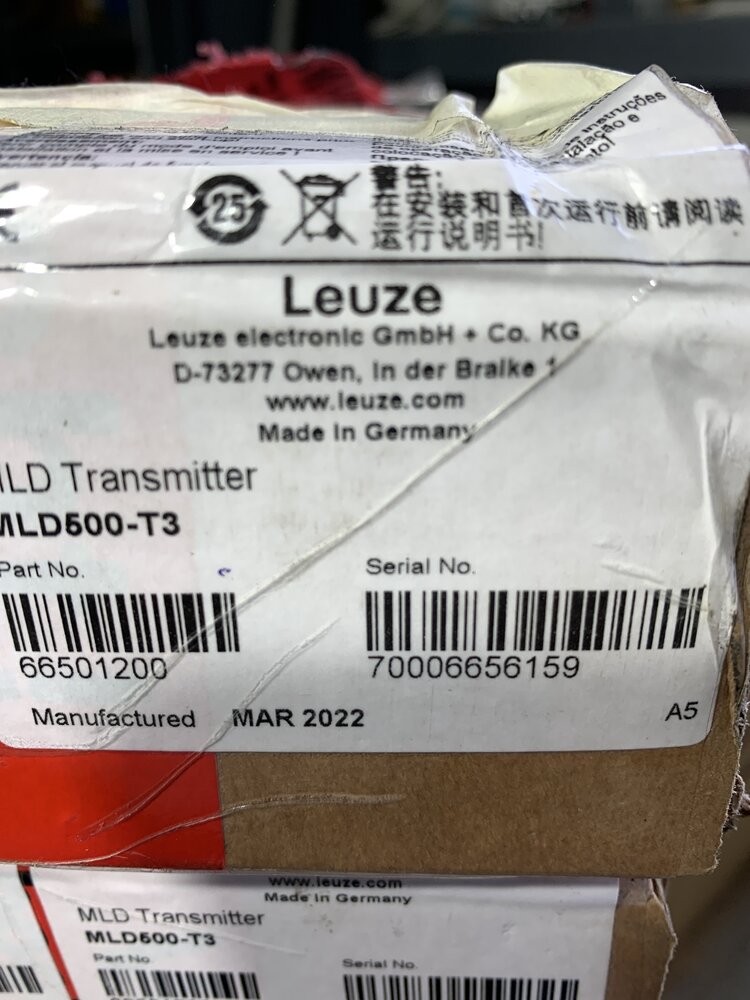 instruções
alação e
25
警告:
在安装和首次运行前请阅读
运行说明书!
Leuze
Leuze electronic GmbH + Co. KG
D-73277 Owen, In der Braike 1
www.leuze.com
Made in Germany
MLD Transmitter
MLD500-T3
Part No.
Serial No.
66501200
70006656159
Manufactured MAR 2022
A5
www.leuze.com
Made in Germany
MLD Transmitter
MLD500-T3
Part No.
Serial No.